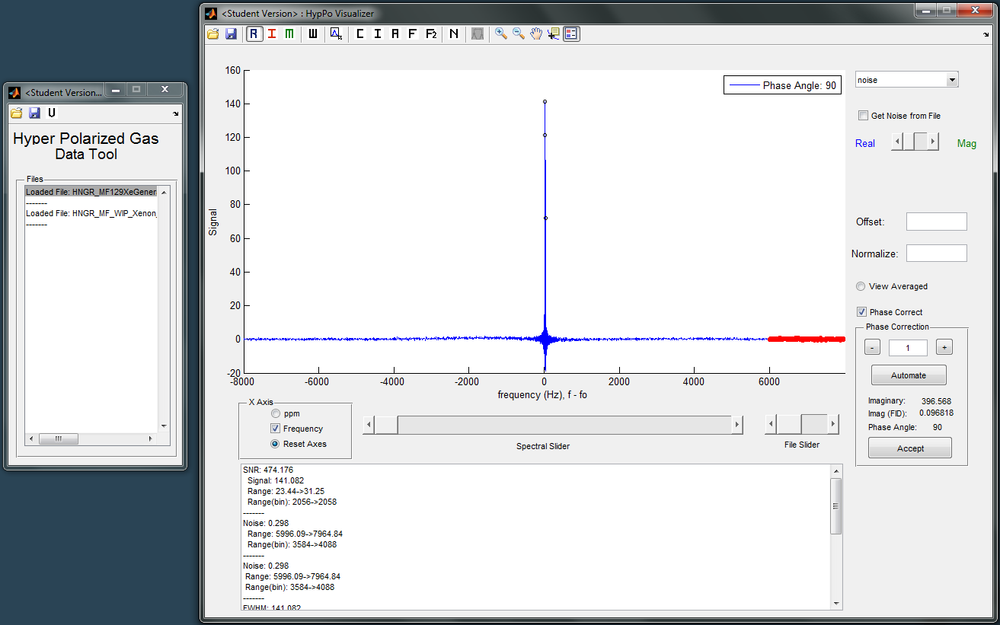 <Student Version...
U
Hyper Polarized Gas
Data Tool
Files
Loaded File: HNGR_MF129XeGener
-------
Loaded File: HNGR_MF_WIP_Xenon_
-------
<Student Version> : HypPo Visualizer
R I M W C I A F F2 N
160
140
120
100
80
60
40
20
0
-20
Signal
Phase Angle: 90
-8000 -6000 -4000 -2000 0 2000 4000 6000
frequency (Hz), f - fo
X Axis
ppm
Frequency
Reset Axes
Spectral Slider
File Slider
SNR: 474.176
Signal: 141.082
Range: 23.44->31.25
Range(bin): 2056->2058
-------
Noise: 0.298
Range: 5996.09->7964.84
Range(bin): 3584->4088
-------
Noise: 0.298
Range: 5996.09->7964.84
Range(bin): 3584->4088
-------
FWHM: 141.082
noise
Get Noise from File
Real Mag
Offset:
Normalize:
View Averaged
Phase Correct
Phase Correction
- 1 +
Automate
Imaginary: 396.568
Imag (FID): 0.096818
Phase Angle: 90
Accept